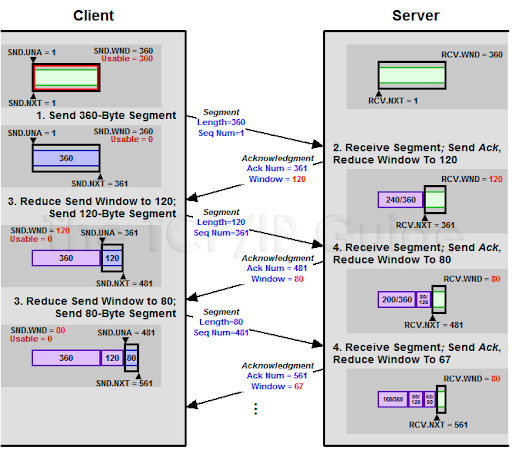 Client
Server
SND.UNA = 1
SND.WND = 360
Usable = 360
SND.NXT = 1
RCV.WND = 360
RCV.NXT = 1
1. Send 360-Byte Segment
Segment
Length=360
Seq Num=1
2. Receive Segment; Send Ack,
Reduce Window To 120
SND.UNA = 1
SND.WND = 360
Usable = 0
360
SND.NXT = 361
Acknowledgment
Ack Num = 361
Window = 120
RCV.WND = 120
240/360
RCV.NXT = 361
3. Reduce Send Window to 120;
Send 120-Byte Segment
Segment
Length=120
Seq Num=361
4. Receive Segment; Send Ack,
Reduce Window To 80
The TCP/IP Guide
SND.WND = 120
Usable = 0
SND.UNA = 361
360
120
SND.NXT = 481
Acknowledgment
Ack Num = 481
Window = 80
RCV.WND = 80
200/360
80/
120
RCV.NXT = 481
3. Reduce Send Window to 80;
Send 80-Byte Segment
Segment
Length=80
Seq Num=481
4. Receive Segment; Send Ack,
Reduce Window To 67
SND.WND = 80
Usable = 0
SND.UNA = 481
360
120
80
SND.NXT = 561
Acknowledgment
Ack Num = 561
Window = 67
RCV.WND = 80
160/360
80/
120
63/
80
RCV.NXT = 561